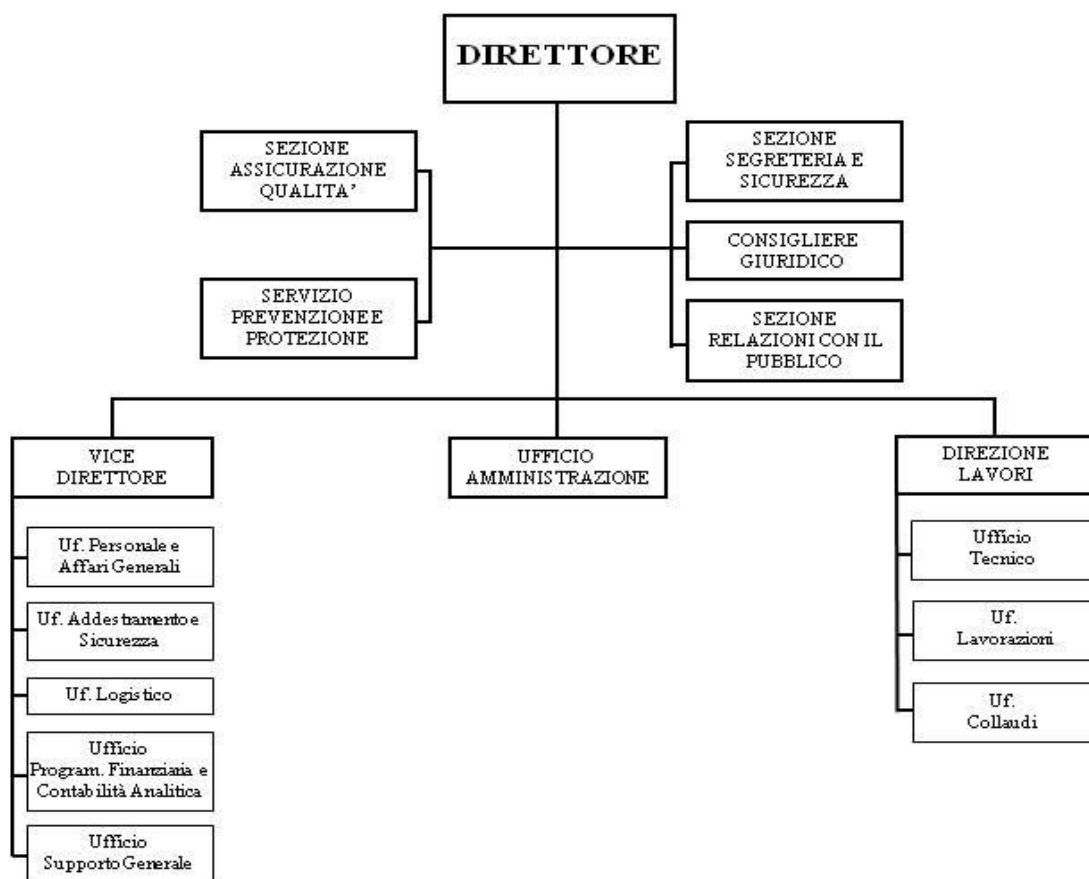 DIRETTORE
SEZIONE
ASSICURAZIONE
QUALITA'
SERVIZIO
PREVENZIONE E
PROTEZIONE
SEZIONE
SEGRETERIA E
SICUREZZA
CONSIGLIERE
GIURIDICO
SEZIONE
RELAZIONI CON IL
PUBBLICO
VICE
DIRETTORE
Uf. Personale e
Affari Generali
Uf. Addestramento e
Sicurezza
Uf. Logistico
Ufficio
Program. Finanziaria e
Contabilità Analitica
Ufficio
Supporto Generale
UFFICIO
AMMINISTRAZIONE
DIREZIONE
LAVORI
Ufficio
Tecnico
Uf.
Lavorazioni
Uf.
Collaudi